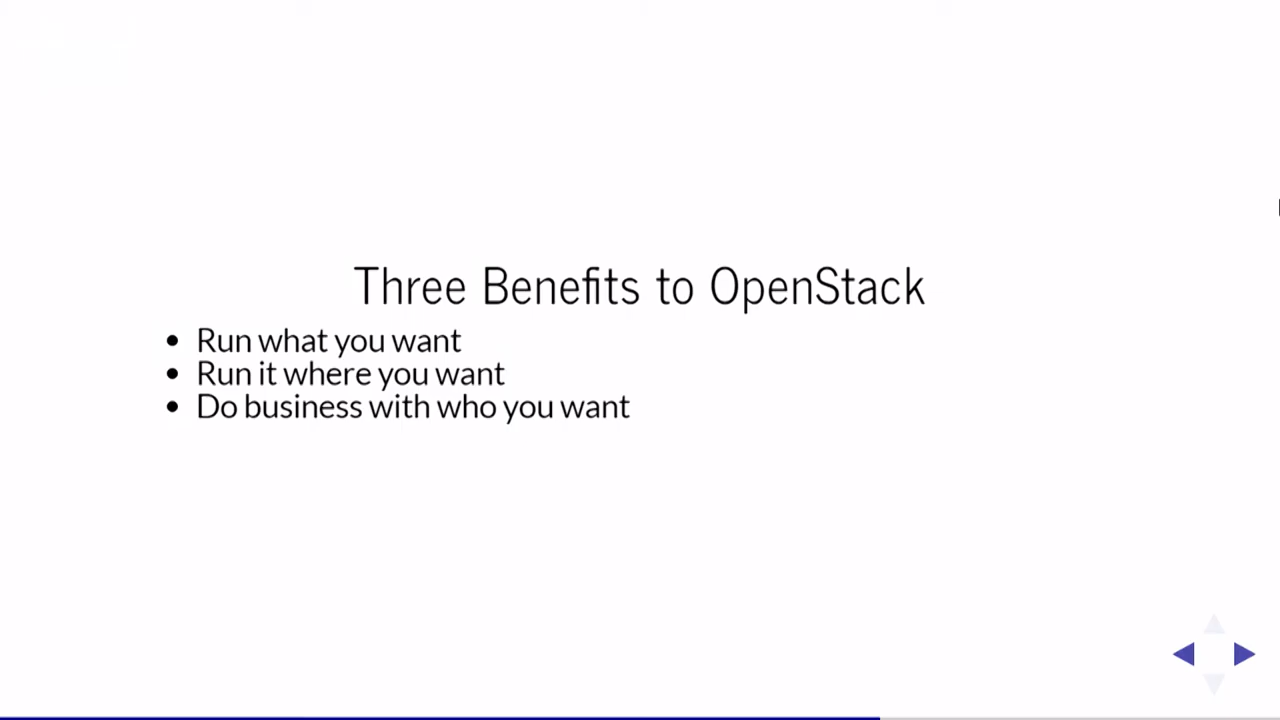 Three Benefits to OpenStack
Run what you want
Run it where you want
Do business with who you want